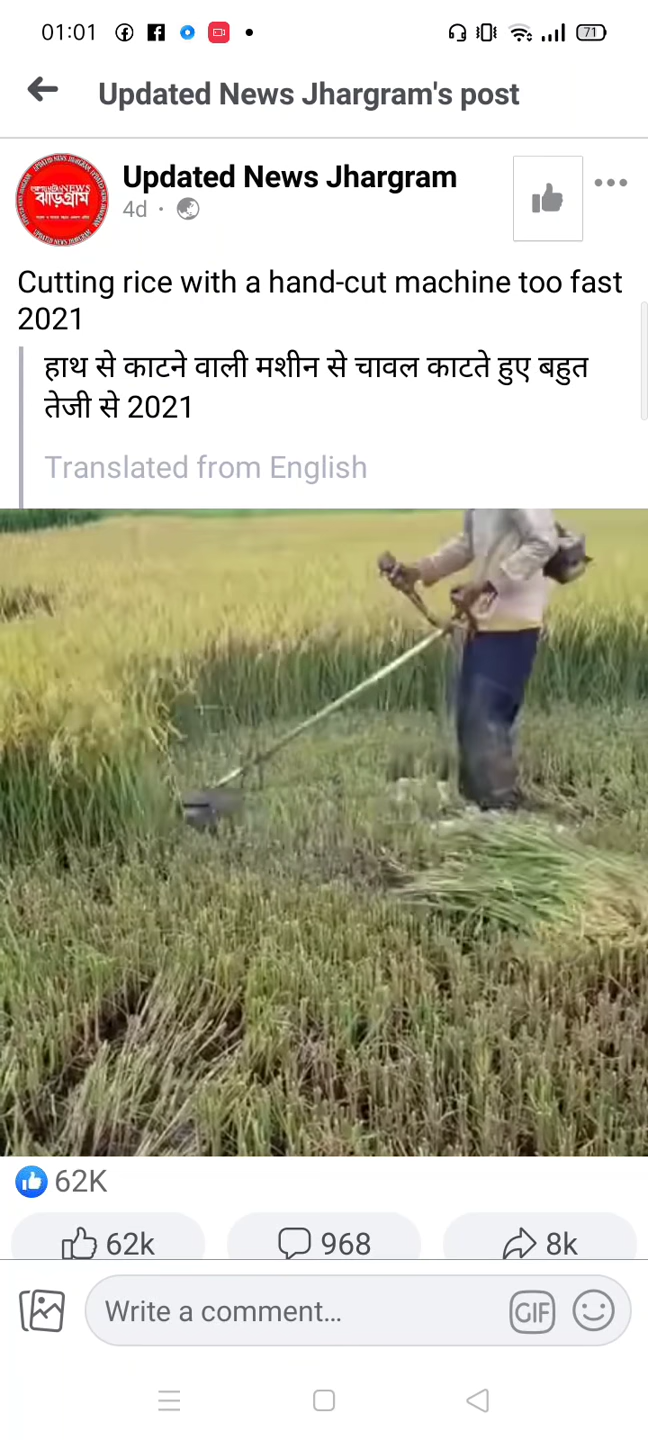 01:01
71
Updated News Jhargram's post
Updated News Jhargram
4d
NEWS
ঝাড়গ্রাম
Cutting rice with a hand-cut machine too fast
2021
हाथ से काटने वाली मशीन से चावल काटते हुए बहुत
तेजी से 2021
Translated from English
62K
62k
968
8k
Write a comment...
GIF